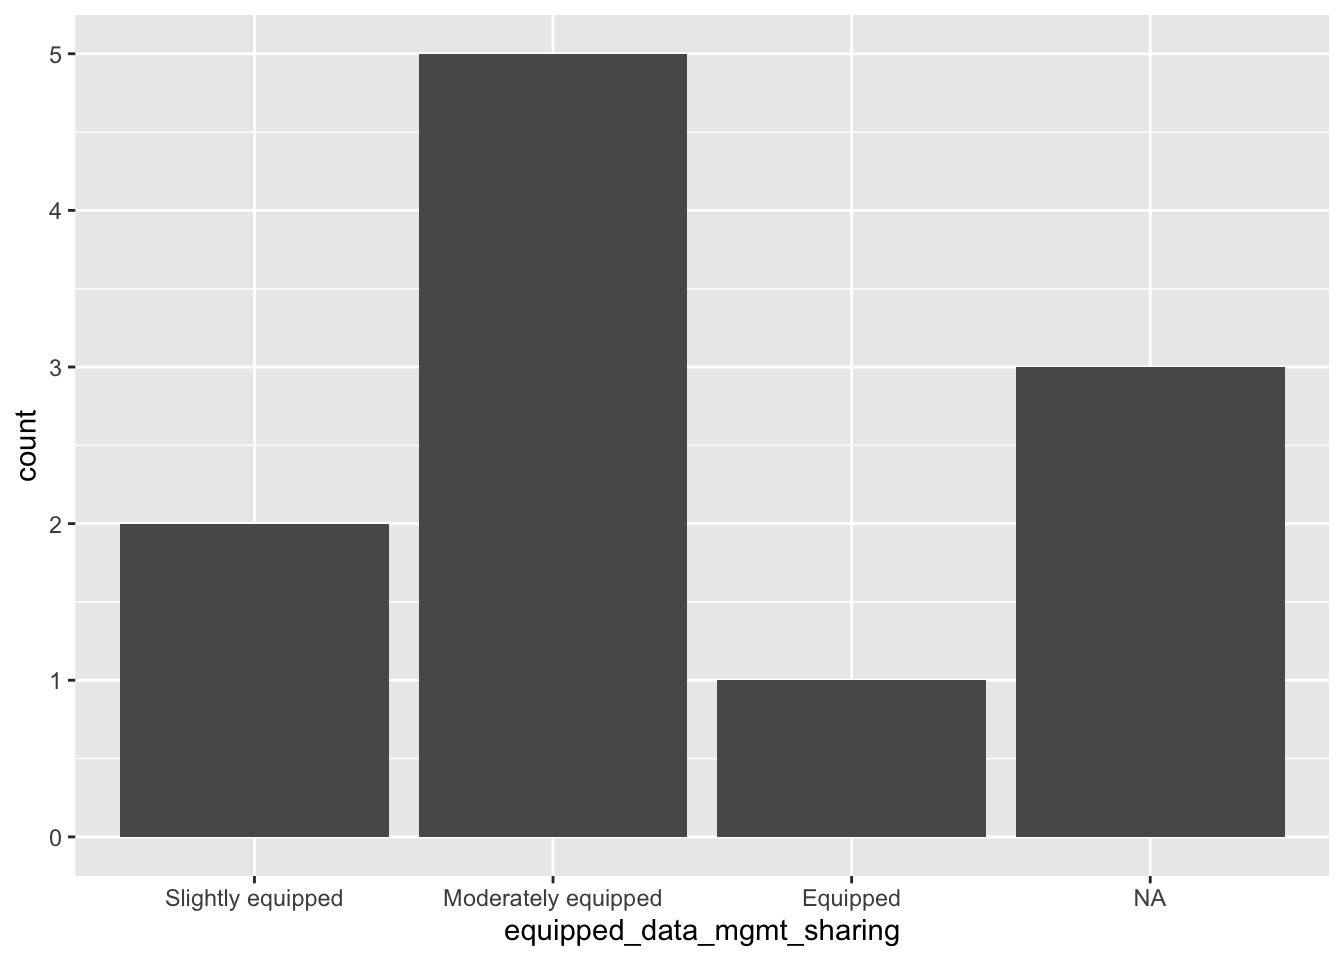 5
4
3
2
1
0
count
Slightly equipped
Moderately equipped
Equipped
NA
equipped_data_mgmt_sharing